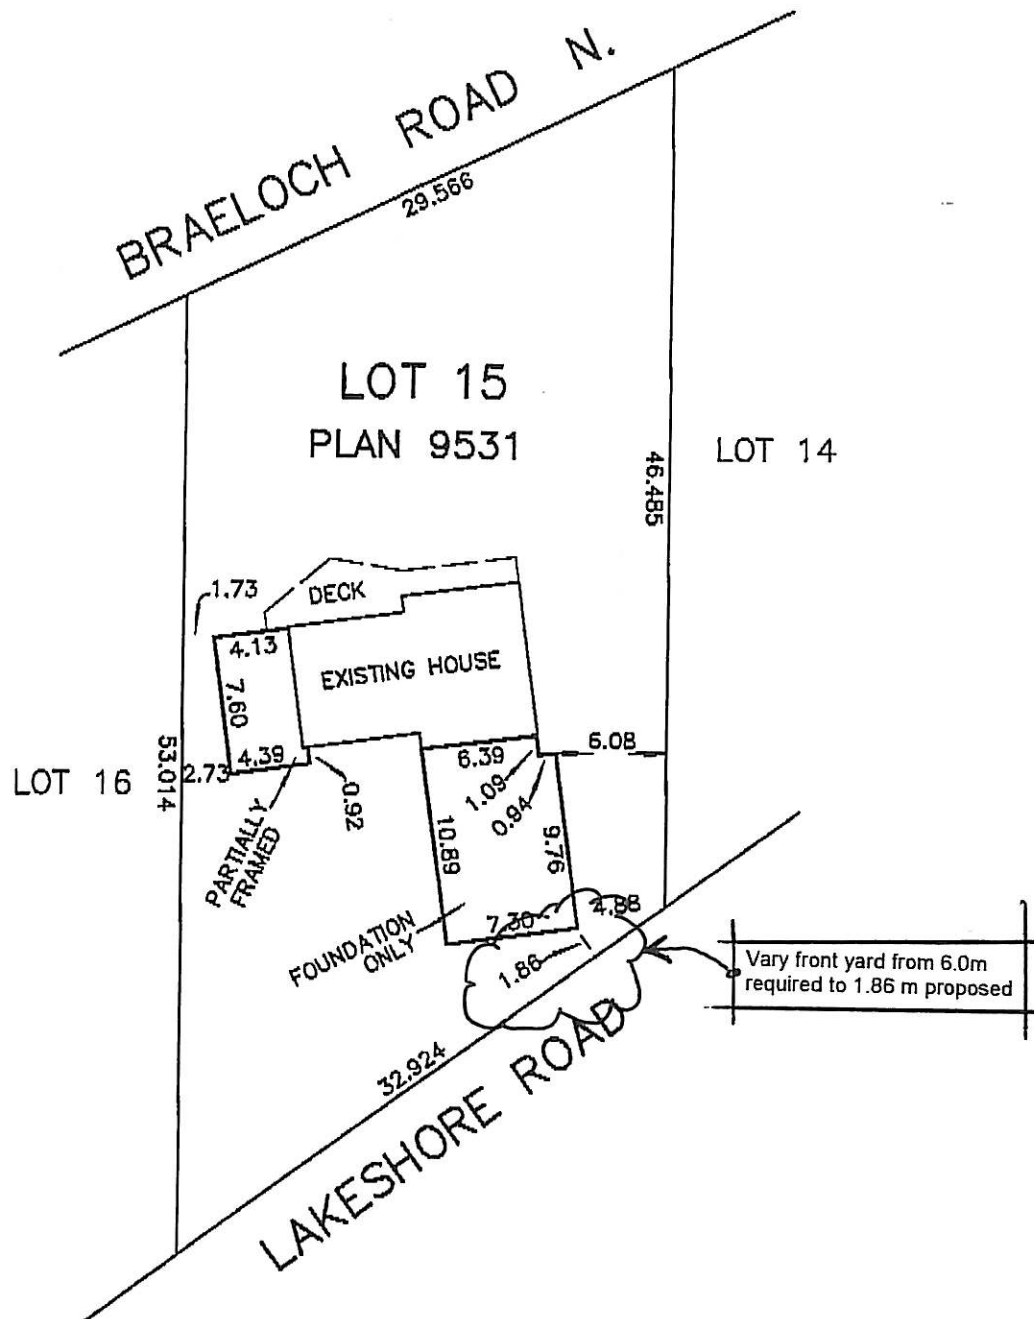 BRAELOCH ROAD N.
29.566
LOT 15
PLAN 9531
LOT 14
46.485
1.73
DECK
4.13
EXISTING HOUSE
7.60
4.39
6.39
6.08
LOT 16
53.014
2.73
0.92
1.09
0.94
PARTIALLY
FRAMED
10.89
9.76
FOUNDATION
ONLY
7.30
4.88
1.86
Vary front yard from 6.0m
required to 1.86 m proposed
32.924
LAKESHORE ROAD